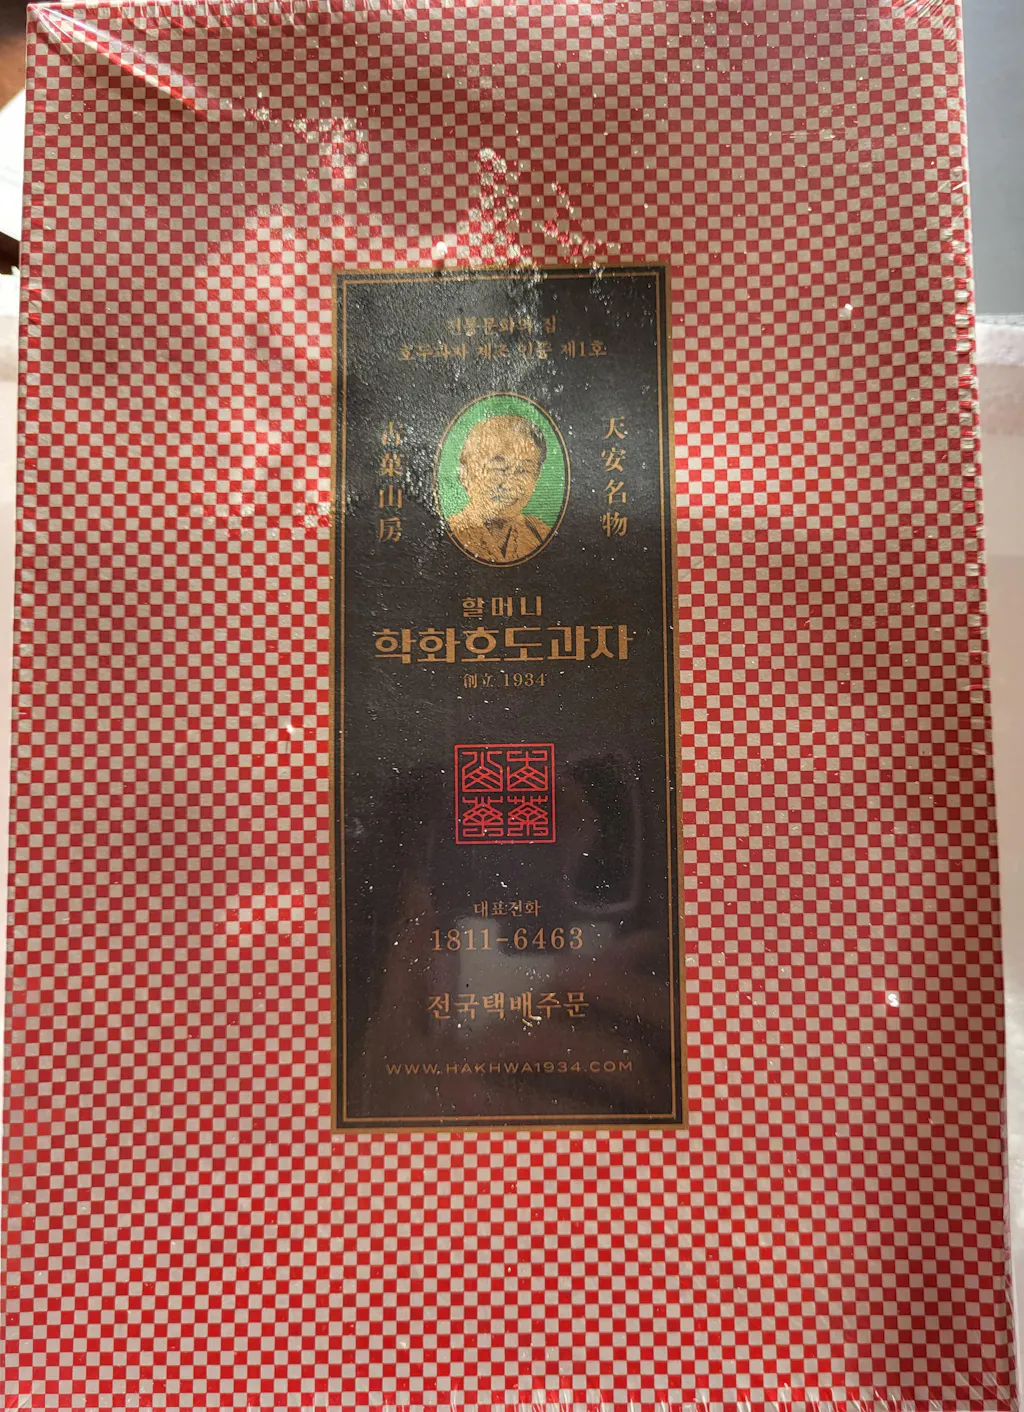 전통문화의 집
호두과자 제조 인증 제1호
天安名物
古菓山房
할머니
학화호도과자
創立 1934
대표전화
1811-6463
전국택배주문
WWW.HAKHWA1934.COM